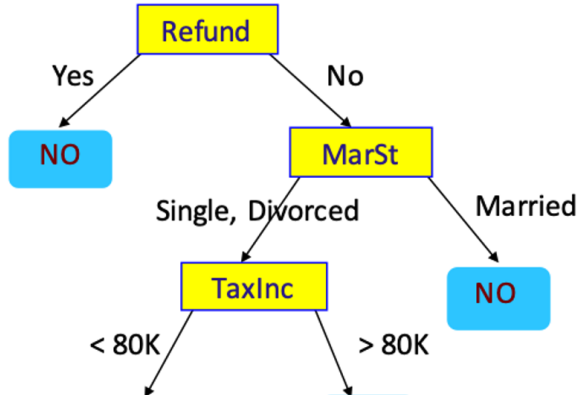 Refund
Yes
No
NO
MarSt
Single, Divorced
Married
TaxInc
NO
< 80K
> 80K